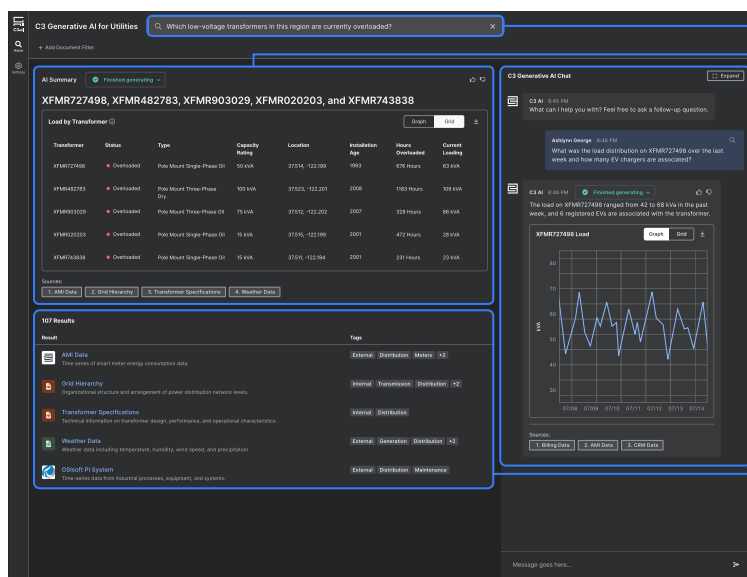 C3 Generative AI for Utilities
Which low-voltage transformers in this region are currently overloaded?
+ Add Document Filter
Settings
AI Summary
Finished generating
XFMR727498, XFMR482783, XFMR903029, XFMR020203, and XFMR743838
Load by Transformer
Graph Grid
Transformer Status Type Capacity Rating Location Installation Age Hours Overloaded Current Loading
XFMR727498 Overloaded Pole Mount Single-Phase Oil 50 kVA 37.514, -122.199 1993 676 Hours 63 kVA
XFMR482783 Overloaded Pole Mount Three-Phase Dry 100 kVA 37.523, -122.201 2008 1183 Hours 109 kVA
XFMR903029 Overloaded Pole Mount Three-Phase Oil 75 kVA 37.512, -122.202 2007 328 Hours 86 kVA
XFMR020203 Overloaded Pole Mount Single-Phase Oil 15 kVA 37.515, -122.199 2001 472 Hours 28 kVA
XFMR743838 Overloaded Pole Mount Single-Phase Oil 15 kVA 37.511, -122.194 2001 231 Hours 23 kVA
Sources:
1. AMI Data 2. Grid Hierarchy 3. Transformer Specifications 4. Weather Data
107 Results
Result Tags
AMI Data
Time series of smart meter energy consumption data.
External Distribution Meters +2
Grid Hierarchy
Organizational structure and arrangement of power distribution network levels.
Internal Transmission Distribution +2
Transformer Specifications
Technical information on transformer design, performance, and operational characteristics.
Internal Distribution
Weather Data
Weather data including temperature, humidity, wind speed, and precipitation
External Generation Distribution +2
OSIsoft PI System
Time-series data from industrial processes, equipment, and systems.
External Distribution Maintenance
C3 Generative AI Chat
Expand
C3 AI 6:45 PM
What can I help you with? Feel free to ask a follow-up question.
Ashlynn George 6:46 PM
What was the load distribution on XFMR727498 over the last
week and how many EV chargers are associated?
C3 AI 6:46 PM Finished generating
The load on XFMR727498 ranged from 42 to 68 kVA in the past
week, and 6 registered EVs are associated with the transformer.
XFMR727498 Load
Graph Grid
80
70
60
50
40
30
kVA
07/08 07/09 07/10 07/11 07/12 07/13 07/14
Sources:
1. Billing Data 2. AMI Data 3. CRM Data
Message goes here...